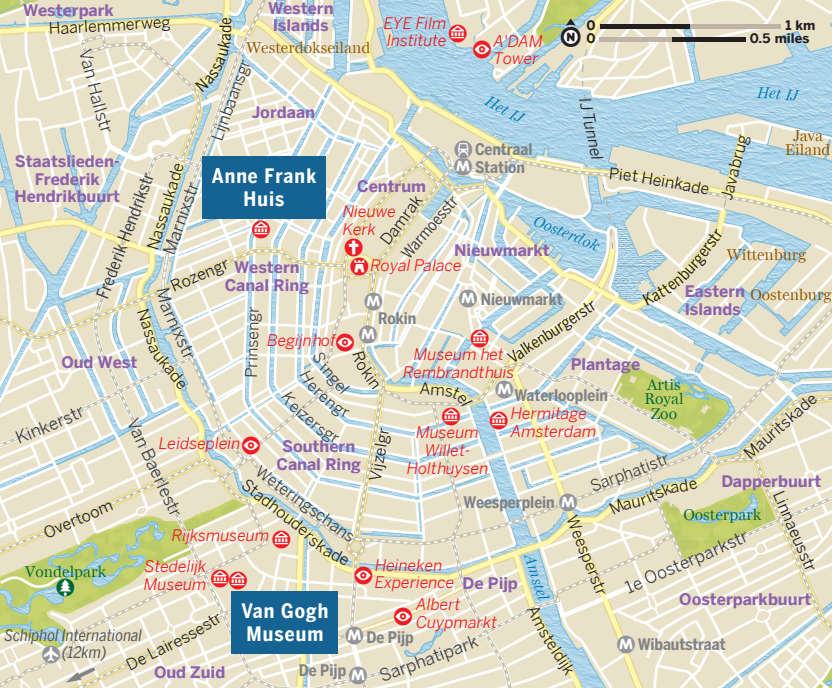 Westerpark
Haarlemmerweg
Western
Islands
Westerdokseiland
EYE Film
Institute
A'DAM
Tower
N
0 1 km
0 0.5 miles
Van Hallstr
Nassaukade
Lijnbaansgr
Jordaan
Het IJ
Het IJ
IJ Tunnel
Java
Eiland
Javabrug
Piet Heinkade
Centraal
Station
M
Staatslieden-
Frederik
Hendrikbuurt
Anne Frank
Huis
Centrum
Nieuwe
Kerk
Damrak
Warmoesstr
Royal Palace
Nieuwmarkt
Oosterdok
Frederik Hendrikstr
Nassaukade
Marnixstr
Rozengr
Western
Canal Ring
Wittenburg
Kattenburgerstr
Eastern
Islands
Oostenburg
M
Rokin
M
M Nieuwmarkt
Marnixstr
Nassaukade
Prinsengr
Begijnhof
Rokin
Museum het
Rembrandthuis
Valkenburgerstr
Oud West
Singel
Herengr
Keizersgr
Amstel
M
Waterlooplein
Plantage
Artis
Royal
Zoo
Kinkerstr
Van Baerlestr
Leidseplein
Southern
Canal Ring
Vijzelgr
Museum
Willet-
Holthuysen
Hermitage
Amsterdam
Mauritskade
Sarphatistr
Dapperbuurt
Weteringschans
Stadhouderskade
Weesperplein M
Mauritskade
Oosterpark
Linnaeusstr
Overtoom
Rijksmuseum
Weesperstr
Vondelpark
Stedelijk
Museum
Heineken
Experience
De Pijp
Amstel
1e Oosterparkstr
Oosterparkbuurt
Van Gogh
Museum
Albert
Cuypmarkt
Schiphol International
(12km)
De Lairessestr
M De Pijp
Amsteldijk
M Wibautstraat
Oud Zuid
De Pijp M
Sarphatipark